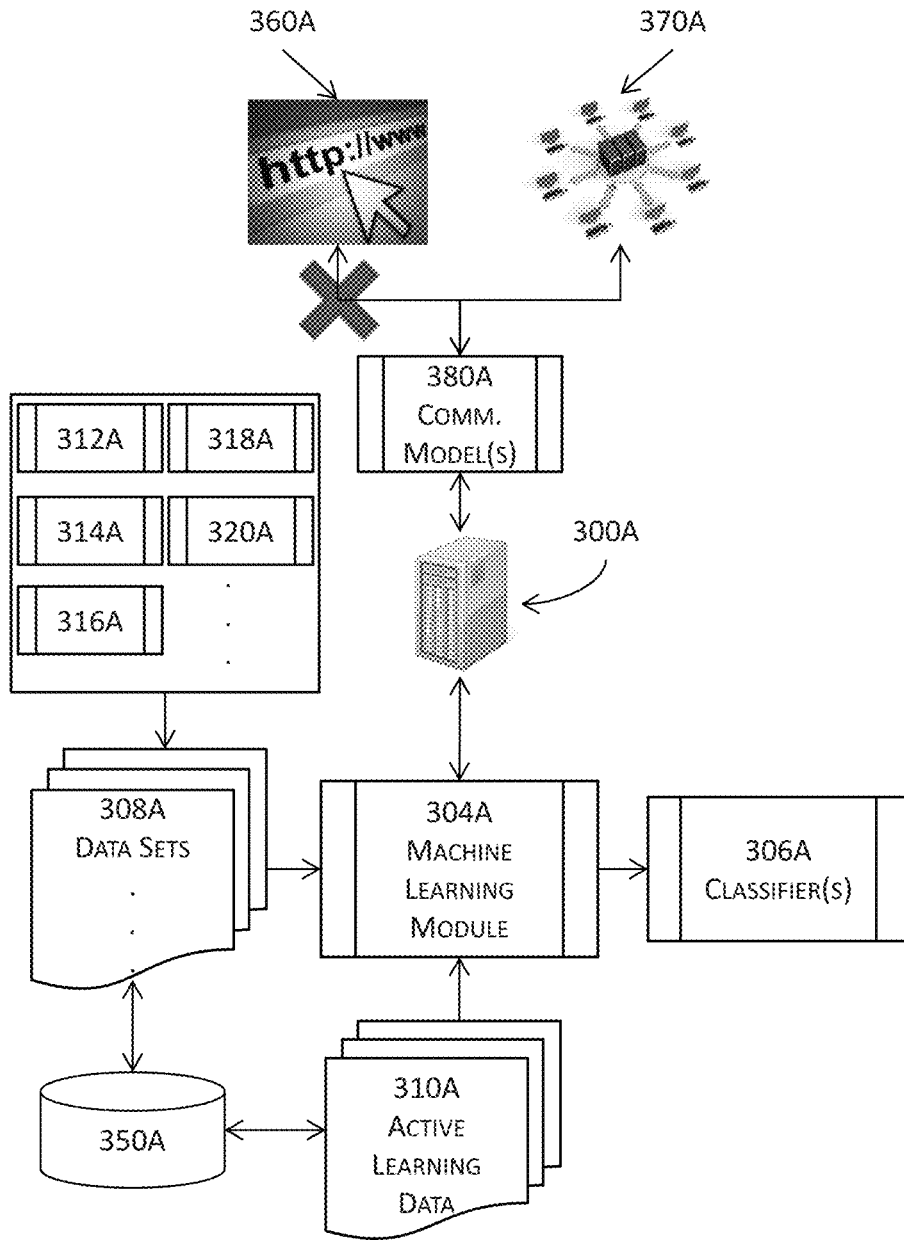 360A
370A
http://www
380A
COMM.
MODEL(S)
312A
318A
314A
320A
316A
300A
308A
DATA SETS
304A
MACHINE
LEARNING
MODULE
306A
CLASSIFIER(S)
350A
310A
ACTIVE
LEARNING
DATA